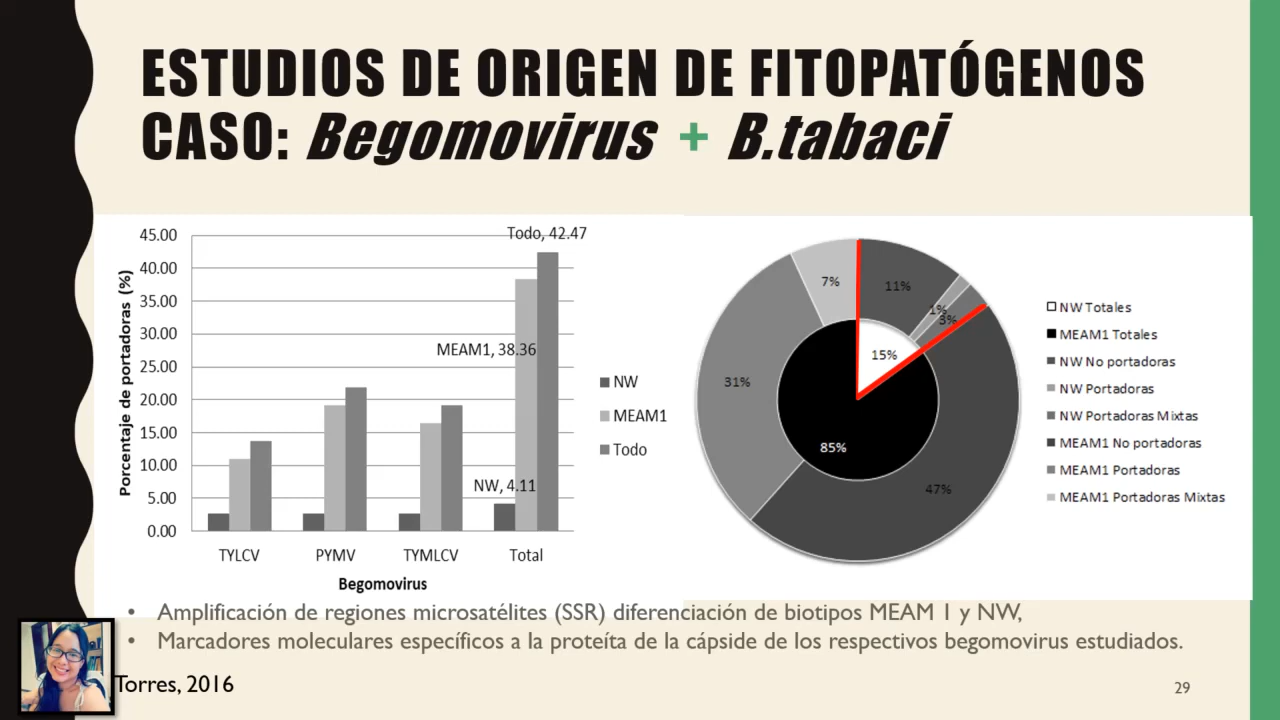 ESTUDIOS DE ORIGEN DE FITOPATÓGENOS
CASO: Begomovirus + B.tabaci
Porcentaje de portadoras (%)
45.00
40.00
35.00
30.00
25.00
20.00
15.00
10.00
5.00
0.00
Todo, 42.47
MEAM1, 38.36
NW, 4.11
TYLCV PYMV TYMLCV Total
Begomovirus
NW
MEAM1
Todo
7%
11%
1%
3%
15%
31%
85%
47%
NW Totales
MEAM1 Totales
NW No portadoras
NW Portadoras
NW Portadoras Mixtas
MEAM1 No portadoras
MEAM1 Portadoras
MEAM1 Portadoras Mixtas
• Amplificación de regiones microsatélites (SSR) diferenciación de biotipos MEAM 1 y NW,
• Marcadores moleculares específicos a la proteíta de la cápside de los respectivos begomovirus estudiados.
Torres, 2016
29